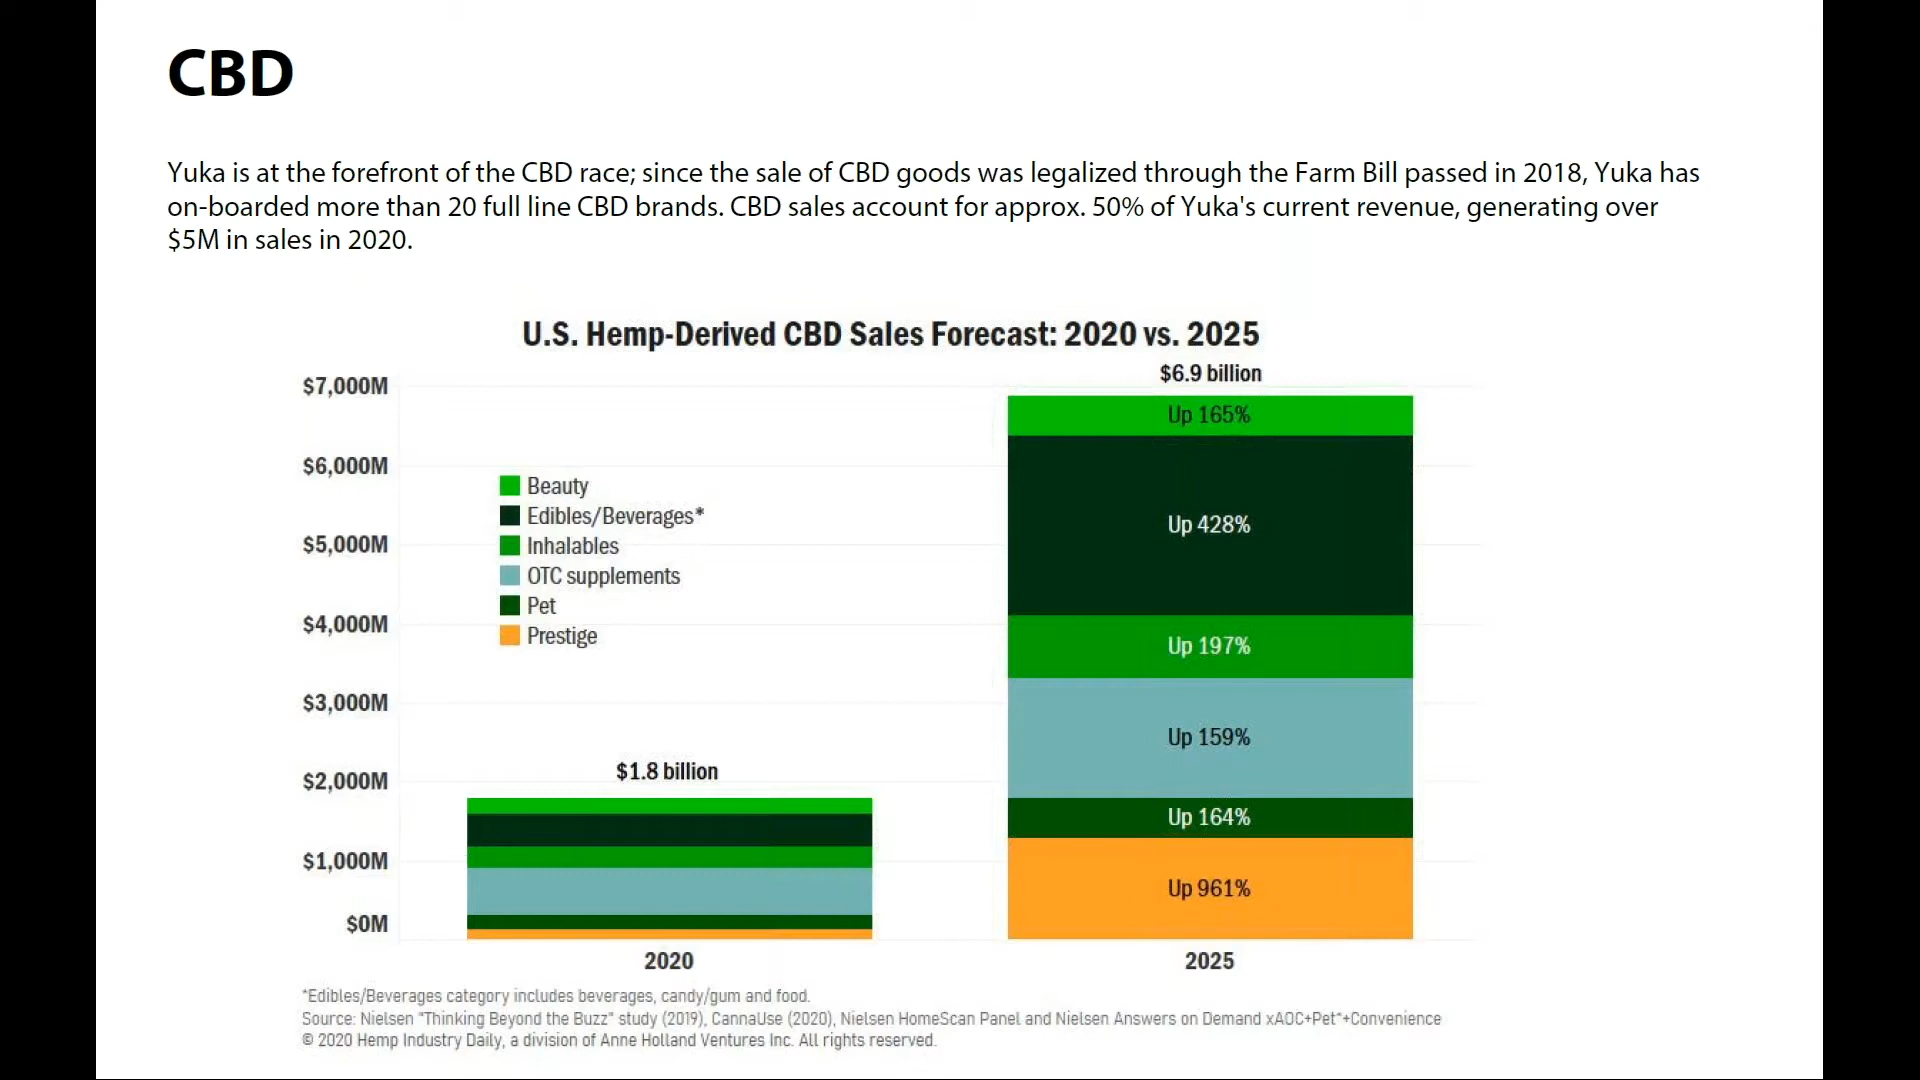 CBD
Yuka is at the forefront of the CBD race; since the sale of CBD goods was legalized through the Farm Bill passed in 2018, Yuka has
on-boarded more than 20 full line CBD brands. CBD sales account for approx. 50% of Yuka's current revenue, generating over
$5M in sales in 2020.
U.S. Hemp-Derived CBD Sales Forecast: 2020 vs. 2025
$7,000M
$6,000M
$5,000M
$4,000M
$3,000M
$2,000M
$1,000M
$0M
Beauty
Edibles/Beverages*
Inhalables
OTC supplements
Pet
Prestige
$1.8 billion
$6.9 billion
Up 165%
Up 428%
Up 197%
Up 159%
Up 164%
Up 961%
2020
2025
*Edibles/Beverages category includes beverages, candy/gum and food.
Source: Nielsen "Thinking Beyond the Buzz" study (2019), CannaUse (2020), Nielsen HomeScan Panel and Nielsen Answers on Demand xAOC+Pet*+Convenience
© 2020 Hemp Industry Daily, a division of Anne Holland Ventures Inc. All rights reserved.